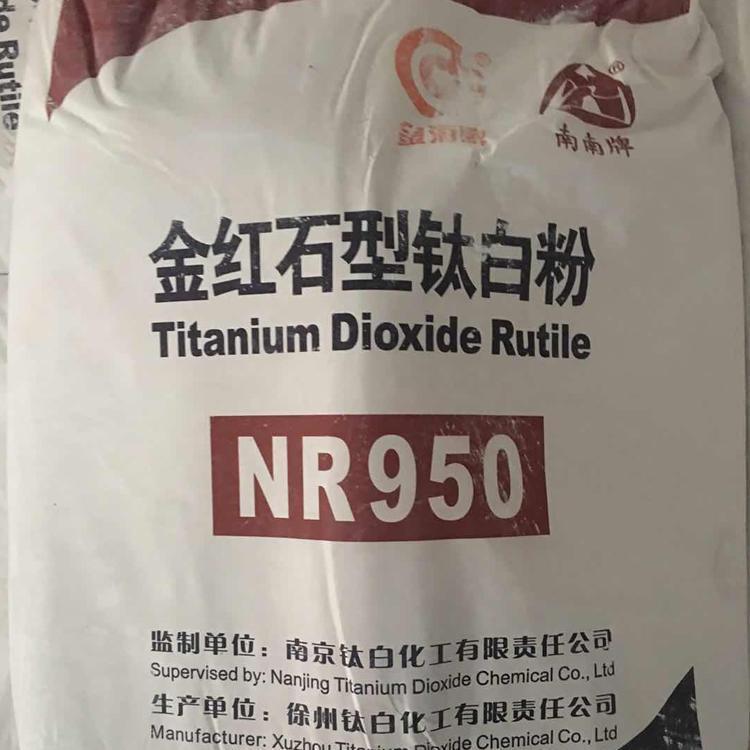 de Rutile
®
南南牌
金红石型钛白粉
Titanium Dioxide Rutile
NR950
监制单位：南京钛白化工有限责任公司
Supervised by: Nanjing Titanium Dioxide Chemical Co., Ltd
生产单位：徐州钛白化工有限责任公司
Manufacturer: Xuzhou Titanium Dioxide Chemical Co., Ltd